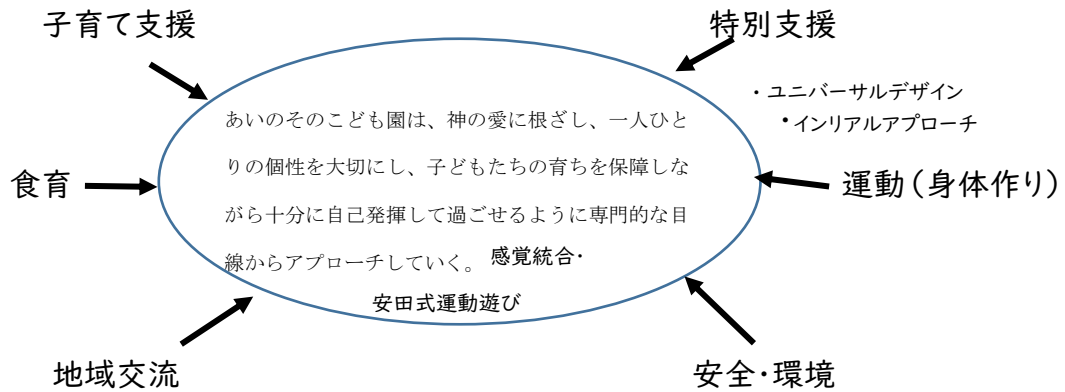 子育て支援
特別支援
・ユニバーサルデザイン
・インリアルアプローチ
あいのそのこども園は、神の愛に根ざし、一人ひと
りの個性を大切にし、子どもたちの育ちを保障しな
がら十分に自己発揮して過ごせるように専門的な目
線からアプローチしていく。 感覚統合・
安田式運動遊び
食育
運動(身体作り)
地域交流
安全・環境